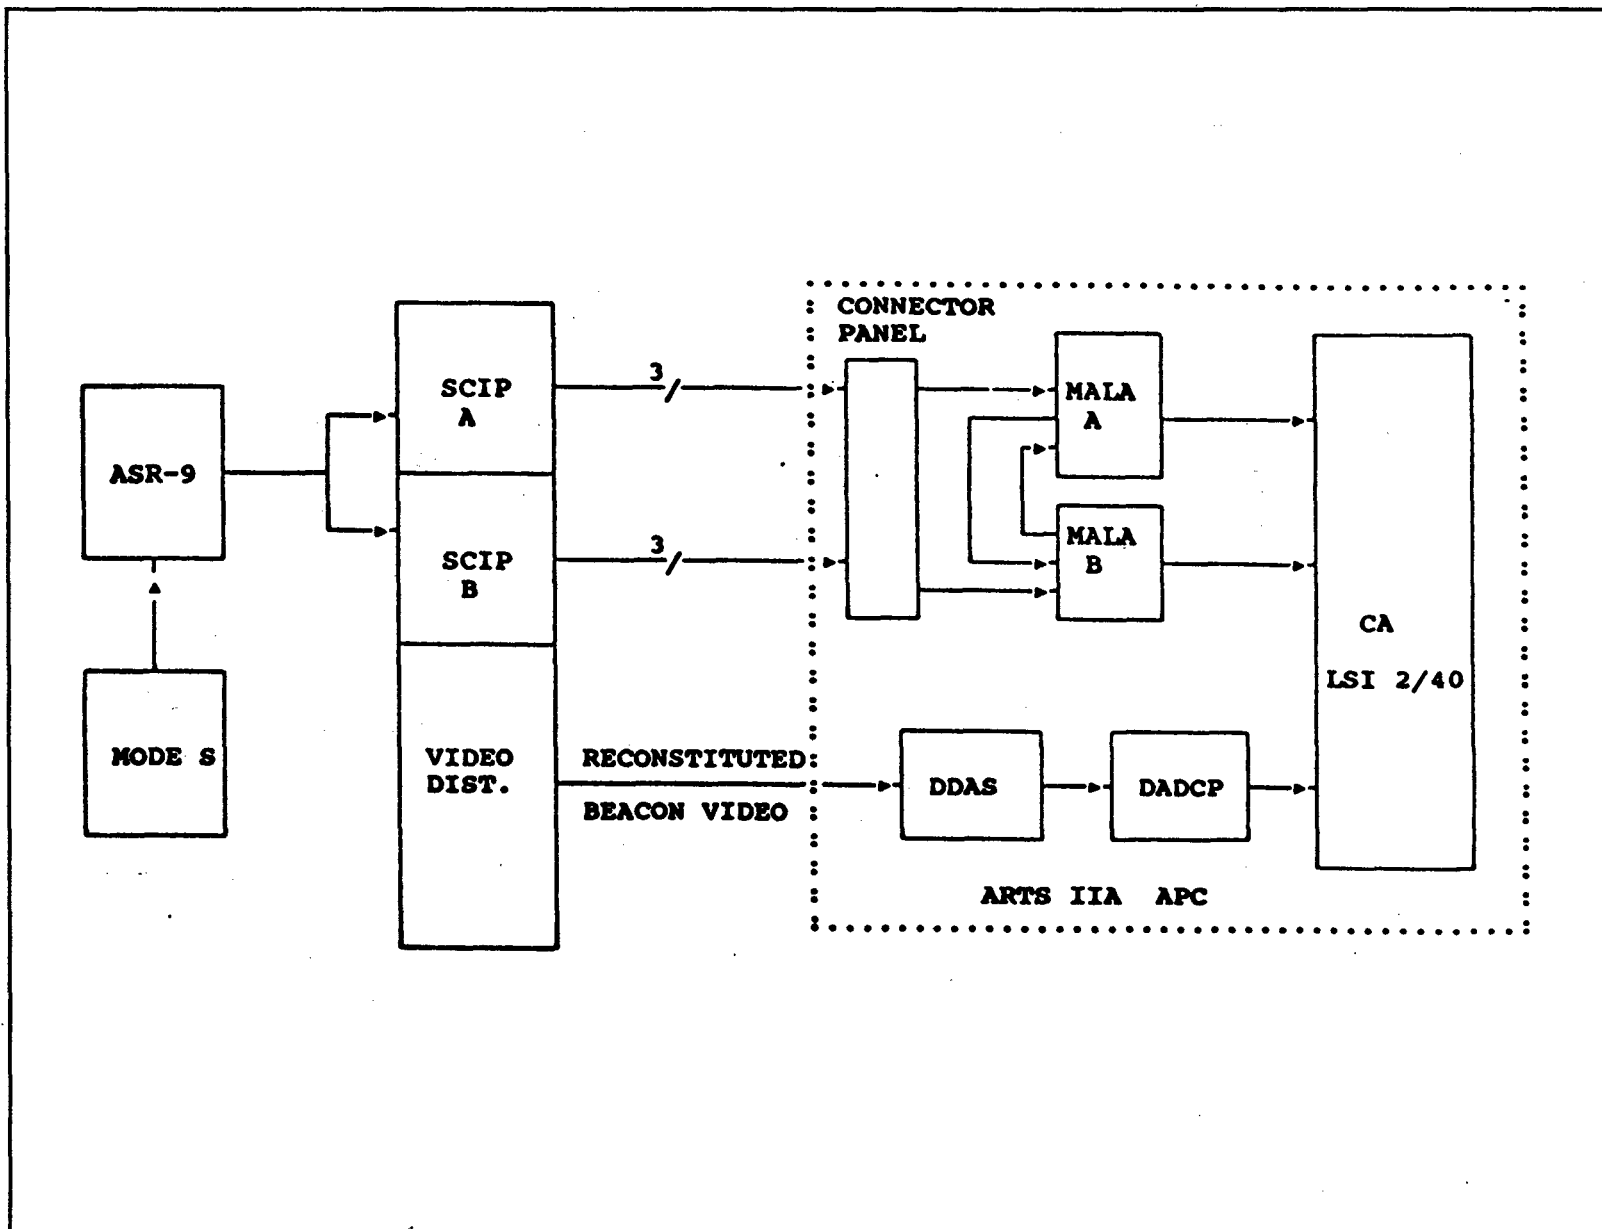 CONNECTOR
PANEL
3
SCIP
A
MALA
A
ASR-9
3
SCIP
B
MALA
B
CA
LSI 2/40
MODE S
VIDEO
DIST.
RECONSTITUTED
BEACON VIDEO
DDAS
DADCP
ARTS IIA APC